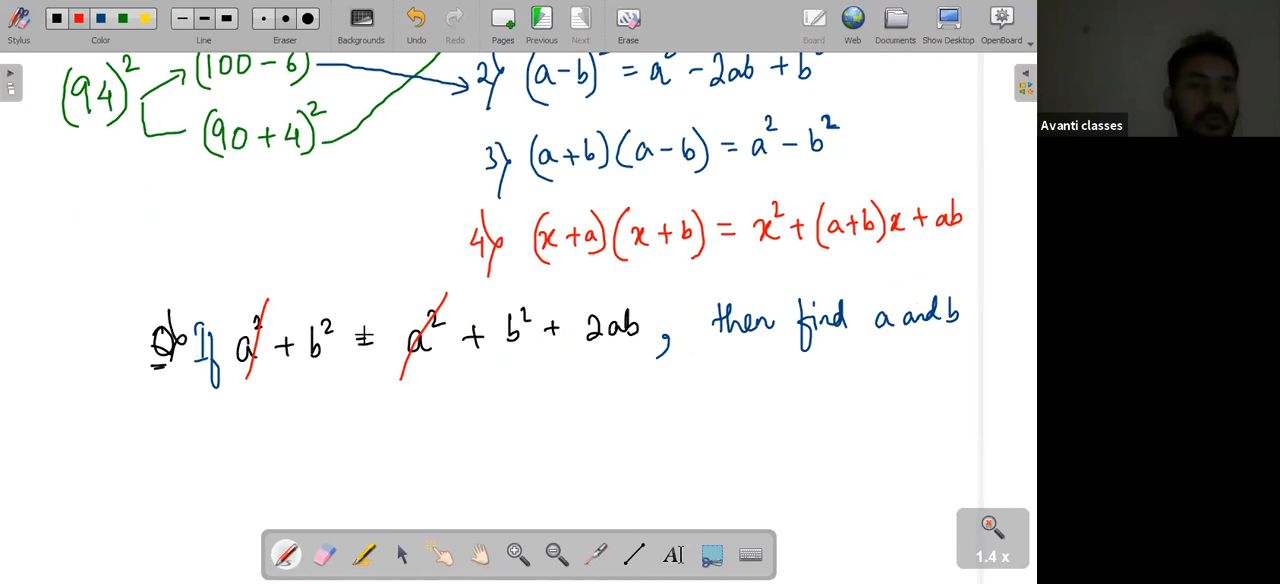 Stylus Color Line Eraser Backgrounds Undo Redo Pages Previous Next Erase Board Web Documents Show Desktop OpenBoard
(94)² (100 - 6)
(90 + 4)²
2) (a - b)² = a² - 2ab + b²
3) (a + b)(a - b) = a² - b²
4) (x + a)(x + b) = x² + (a + b)x + ab
Q If a² + b² = a² + b² + 2ab, then find a and b
Avanti classes
1.4 x